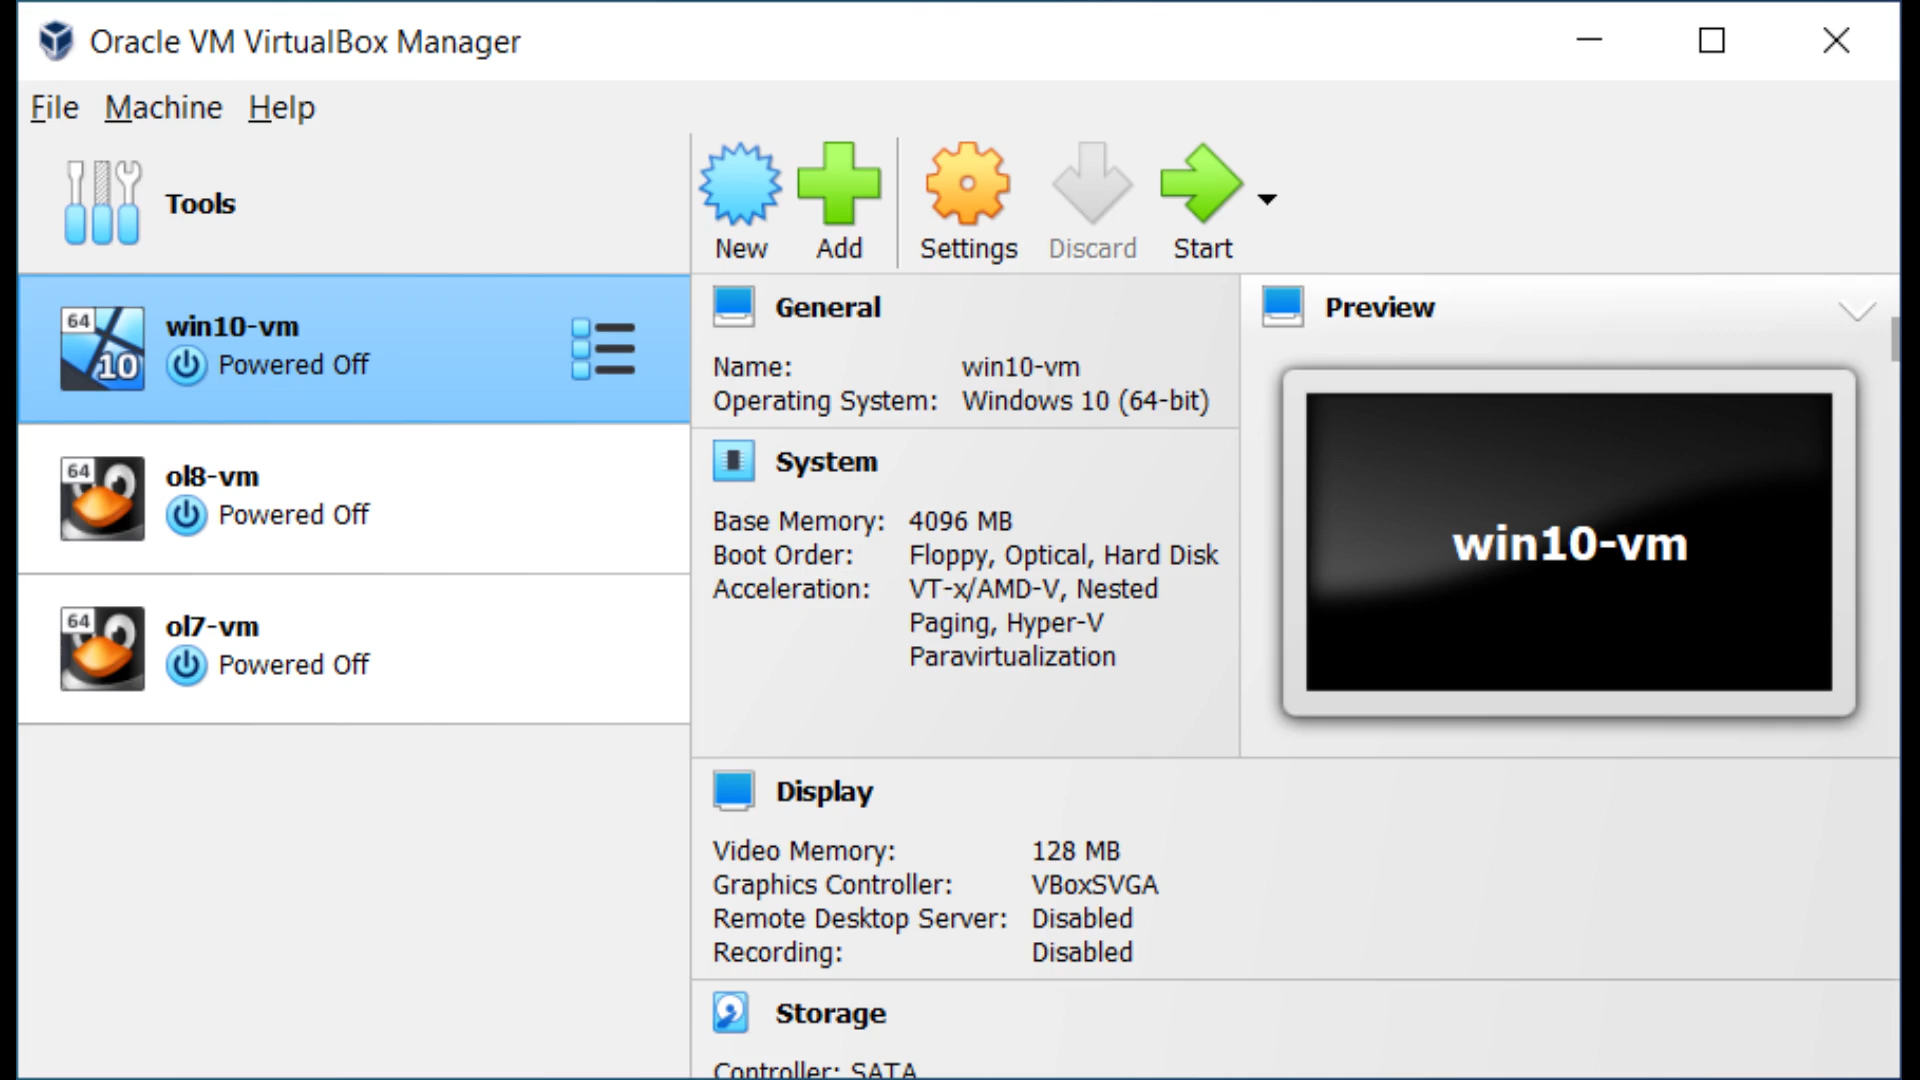 Oracle VM VirtualBox Manager
File Machine Help
Tools
New Add Settings Discard Start
64
10
win10-vm
Powered Off
64
ol8-vm
Powered Off
64
ol7-vm
Powered Off
General
Name: win10-vm
Operating System: Windows 10 (64-bit)
System
Base Memory: 4096 MB
Boot Order: Floppy, Optical, Hard Disk
Acceleration: VT-x/AMD-V, Nested
Paging, Hyper-V
Paravirtualization
Preview
win10-vm
Display
Video Memory: 128 MB
Graphics Controller: VBoxSVGA
Remote Desktop Server: Disabled
Recording: Disabled
Storage
Controller: SATA